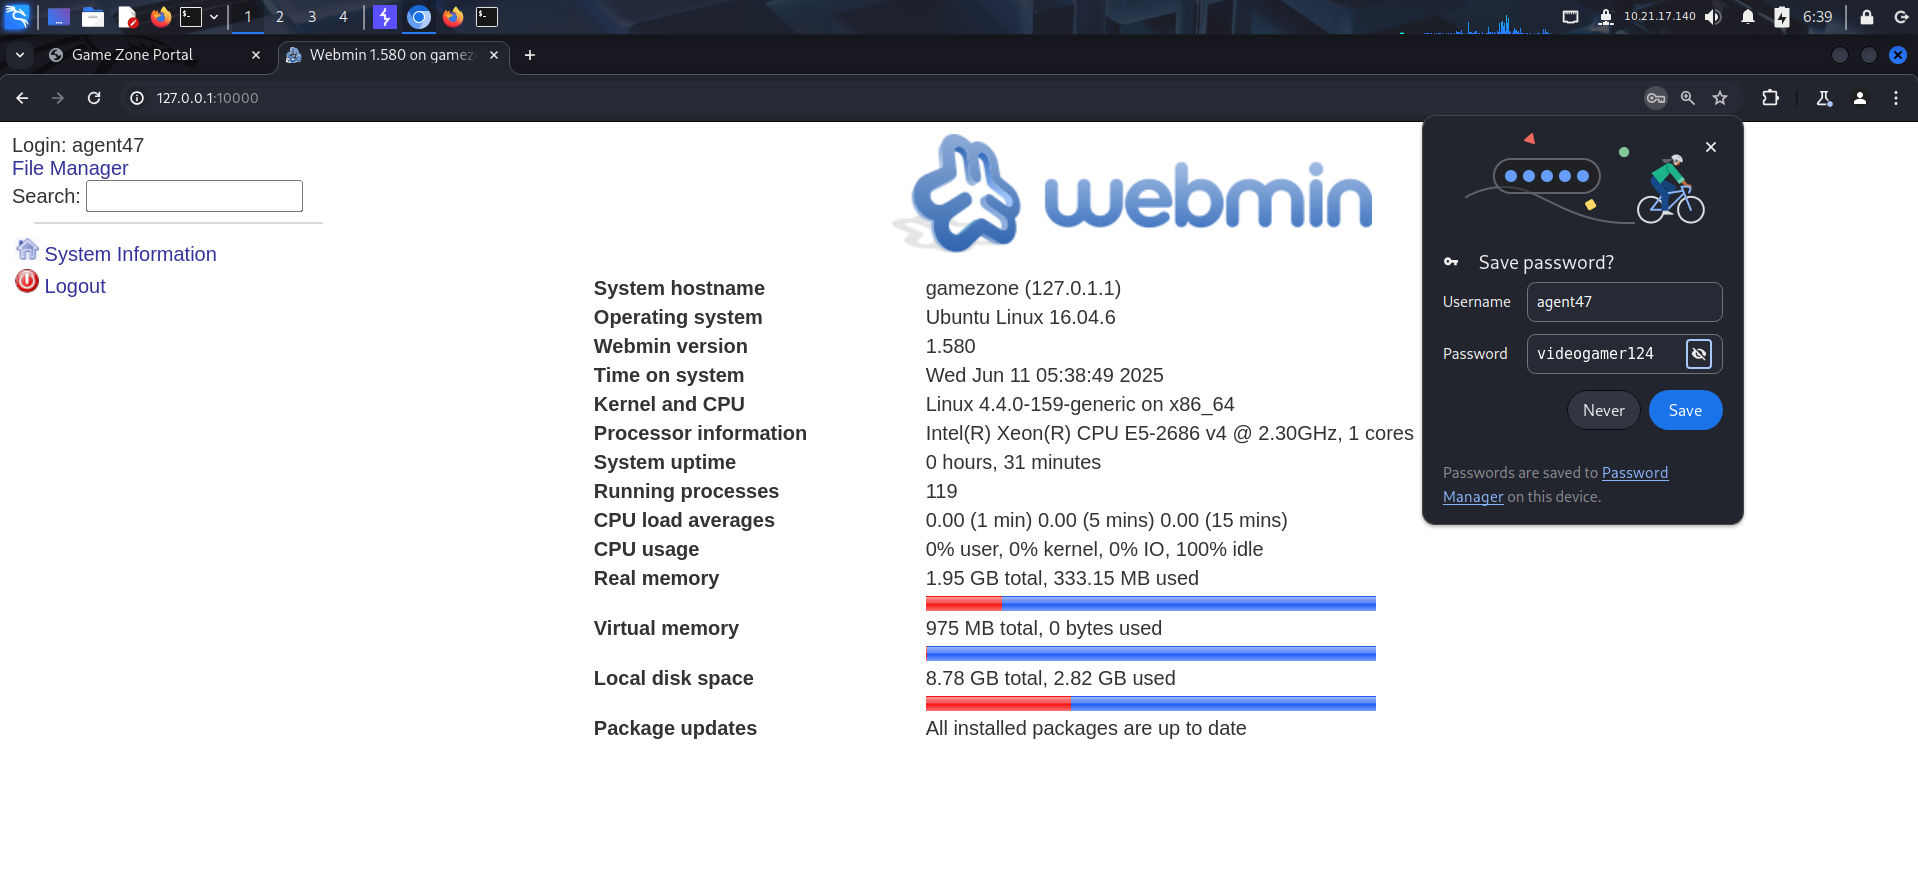 1 2 3 4 10.21.17.140 6:39
Game Zone Portal
Webmin 1.580 on gamez
127.0.0.1:10000
Login: agent47
File Manager
Search:
System Information
Logout
webmin
System hostname gamezone (127.0.1.1)
Operating system Ubuntu Linux 16.04.6
Webmin version 1.580
Time on system Wed Jun 11 05:38:49 2025
Kernel and CPU Linux 4.4.0-159-generic on x86_64
Processor information Intel(R) Xeon(R) CPU E5-2686 v4 @ 2.30GHz, 1 cores
System uptime 0 hours, 31 minutes
Running processes 119
CPU load averages 0.00 (1 min) 0.00 (5 mins) 0.00 (15 mins)
CPU usage 0% user, 0% kernel, 0% IO, 100% idle
Real memory 1.95 GB total, 333.15 MB used
Virtual memory 975 MB total, 0 bytes used
Local disk space 8.78 GB total, 2.82 GB used
Package updates All installed packages are up to date
Save password?
Username agent47
Password videogamer124
Never Save
Passwords are saved to Password
Manager on this device.